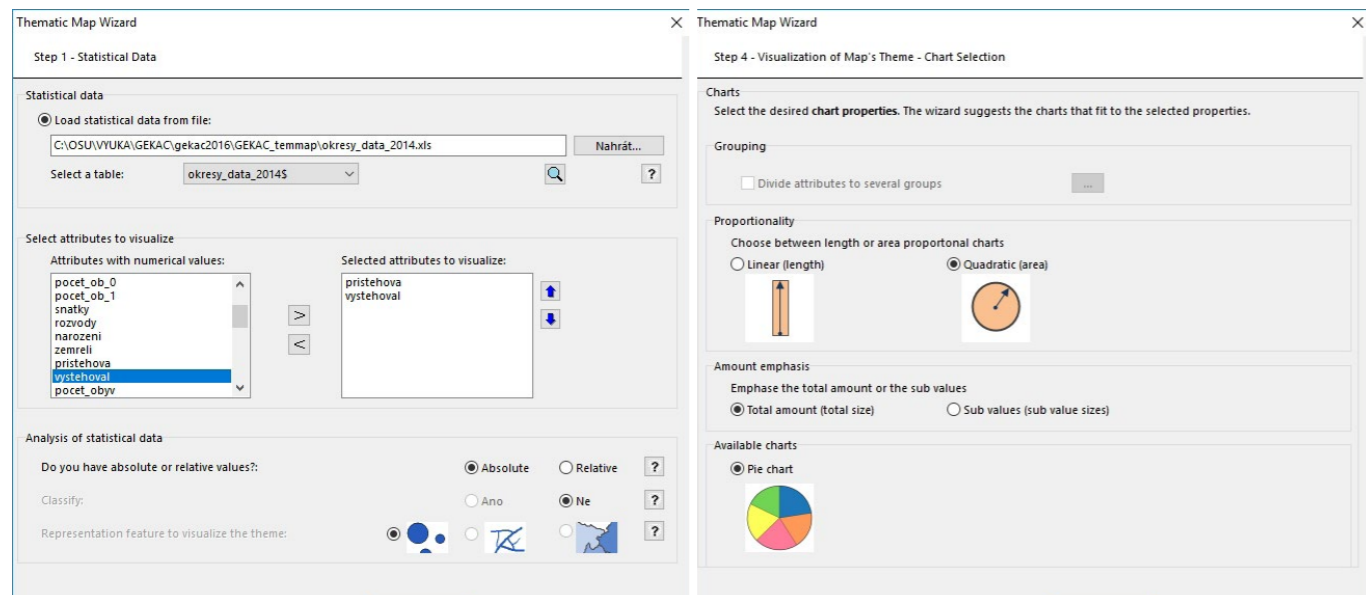 Thematic Map Wizard
Step 1 - Statistical Data
Statistical data
Load statistical data from file:
C:\OSU\VYUKA\GEKAC\gekac2016\GEKAC_temmap\okresy_data_2014.xls
Nahrát...
Select a table:
okresy_data_2014$
?
Select attributes to visualize
Attributes with numerical values:
pocet_ob_0
pocet_ob_1
snatky
rozvody
narozeni
zemreli
pristehova
vystehoval
pocet_obyv
>
<
Selected attributes to visualize:
pristehova
vystehoval
Analysis of statistical data
Do you have absolute or relative values?:
Absolute
Relative
?
Classify:
Ano
Ne
?
Representation feature to visualize the theme:
?
Thematic Map Wizard
Step 4 - Visualization of Map's Theme - Chart Selection
Charts
Select the desired chart properties. The wizard suggests the charts that fit to the selected properties.
Grouping
Divide attributes to several groups
...
Proportionality
Choose between length or area proportonal charts
Linear (length)
Quadratic (area)
Amount emphasis
Emphase the total amount or the sub values
Total amount (total size)
Sub values (sub value sizes)
Available charts
Pie chart